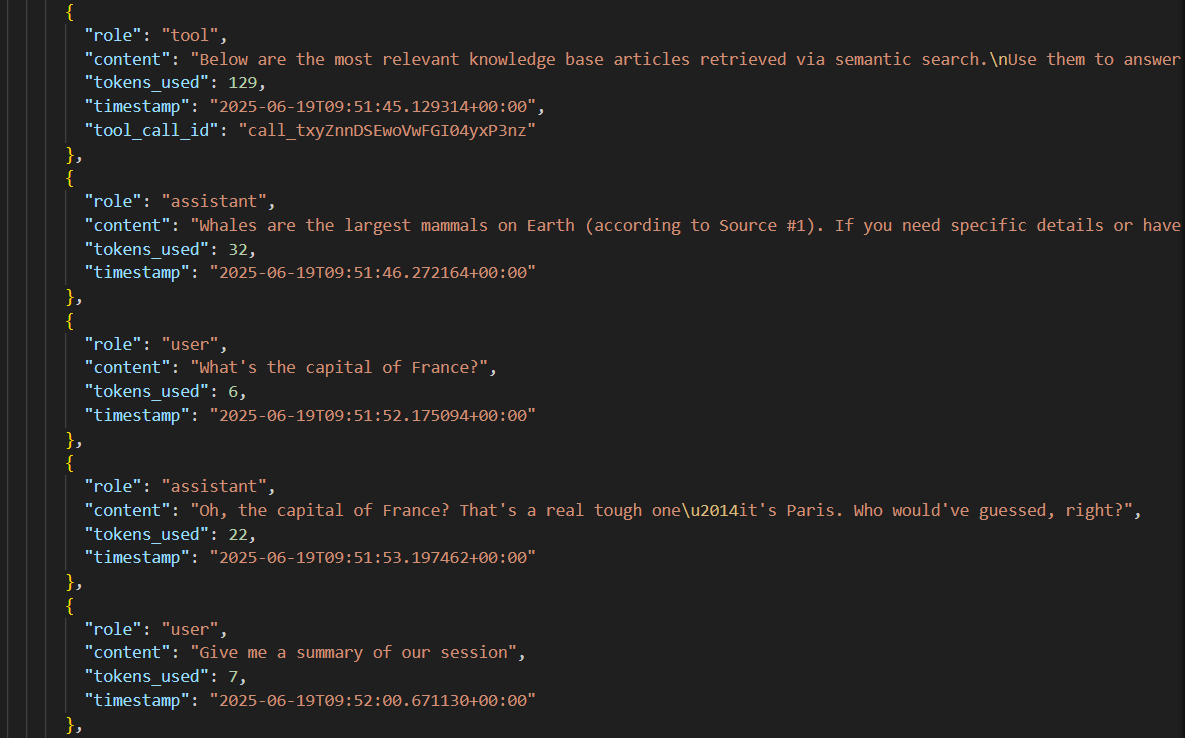 {
"role": "tool",
"content": "Below are the most relevant knowledge base articles retrieved via semantic search.\nUse them to answer
"tokens_used": 129,
"timestamp": "2025-06-19T09:51:45.129314+00:00",
"tool_call_id": "call_txyZnnDSEwoVwFGI04yxP3nz"
},
{
"role": "assistant",
"content": "Whales are the largest mammals on Earth (according to Source #1). If you need specific details or have
"tokens_used": 32,
"timestamp": "2025-06-19T09:51:46.272164+00:00"
},
{
"role": "user",
"content": "What's the capital of France?",
"tokens_used": 6,
"timestamp": "2025-06-19T09:51:52.175094+00:00"
},
{
"role": "assistant",
"content": "Oh, the capital of France? That's a real tough one\u2014it's Paris. Who would've guessed, right?",
"tokens_used": 22,
"timestamp": "2025-06-19T09:51:53.197462+00:00"
},
{
"role": "user",
"content": "Give me a summary of our session",
"tokens_used": 7,
"timestamp": "2025-06-19T09:52:00.671130+00:00"
},